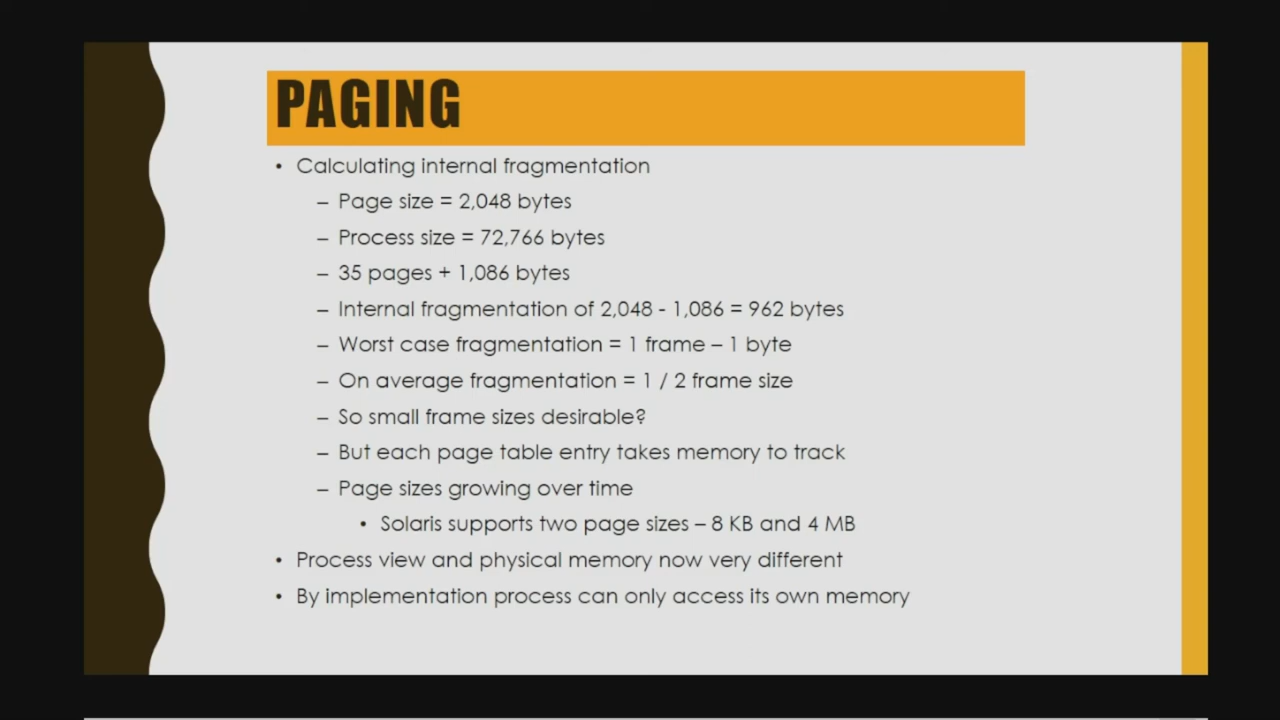 PAGING
• Calculating internal fragmentation
– Page size = 2,048 bytes
– Process size = 72,766 bytes
– 35 pages + 1,086 bytes
– Internal fragmentation of 2,048 - 1,086 = 962 bytes
– Worst case fragmentation = 1 frame – 1 byte
– On average fragmentation = 1 / 2 frame size
– So small frame sizes desirable?
– But each page table entry takes memory to track
– Page sizes growing over time
• Solaris supports two page sizes – 8 KB and 4 MB
• Process view and physical memory now very different
• By implementation process can only access its own memory